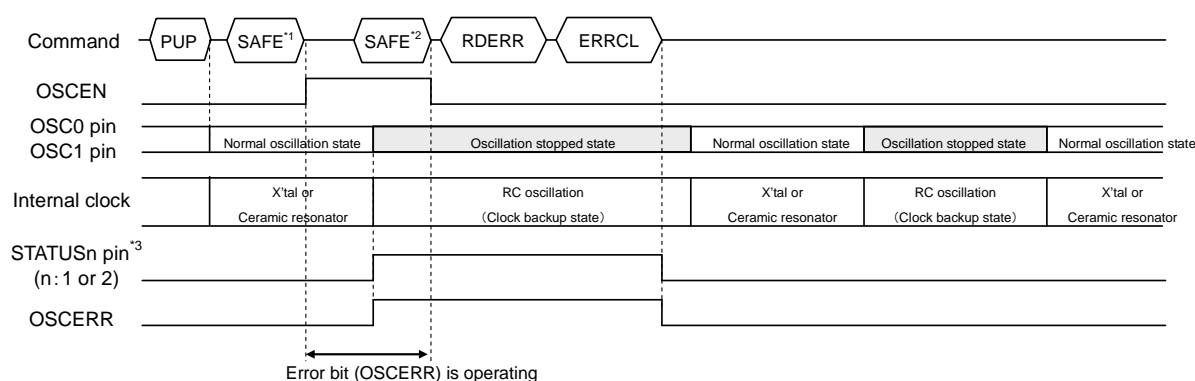 Command PUP SAFE*1 SAFE*2 RDERR ERRCL
OSCEN
OSC0 pin
OSC1 pin
Normal oscillation state Oscillation stopped state Normal oscillation state Oscillation stopped state Normal oscillation state
Internal clock
X'tal or RC oscillation X'tal or RC oscillation X'tal or
Ceramic resonator (Clock backup state) Ceramic resonator (Clock backup state) Ceramic resonator
STATUSn pin*3
(n:1 or 2)
OSCERR
Error bit (OSCERR) is operating